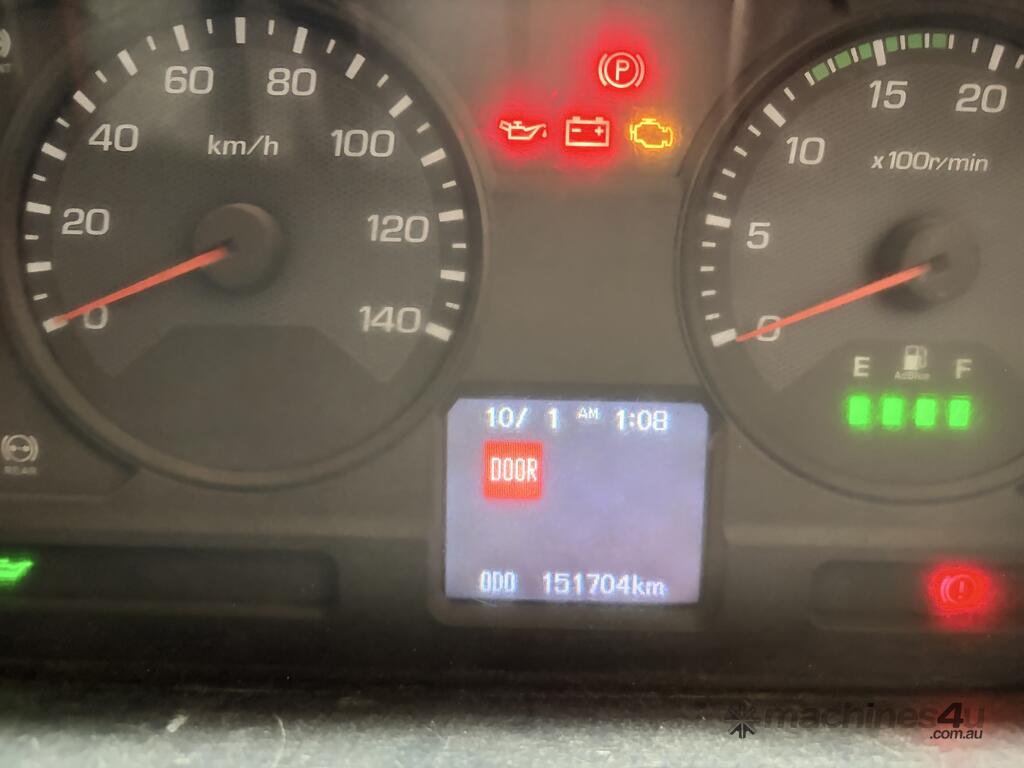 60 80
40 100
km/h
20 120
0 140
P
15 20
10
x100r/min
5
0
E F
AdBlue
10/ 1 AM 1:08
DOOR
ODO 151704km
REAR
machines4u
.com.au